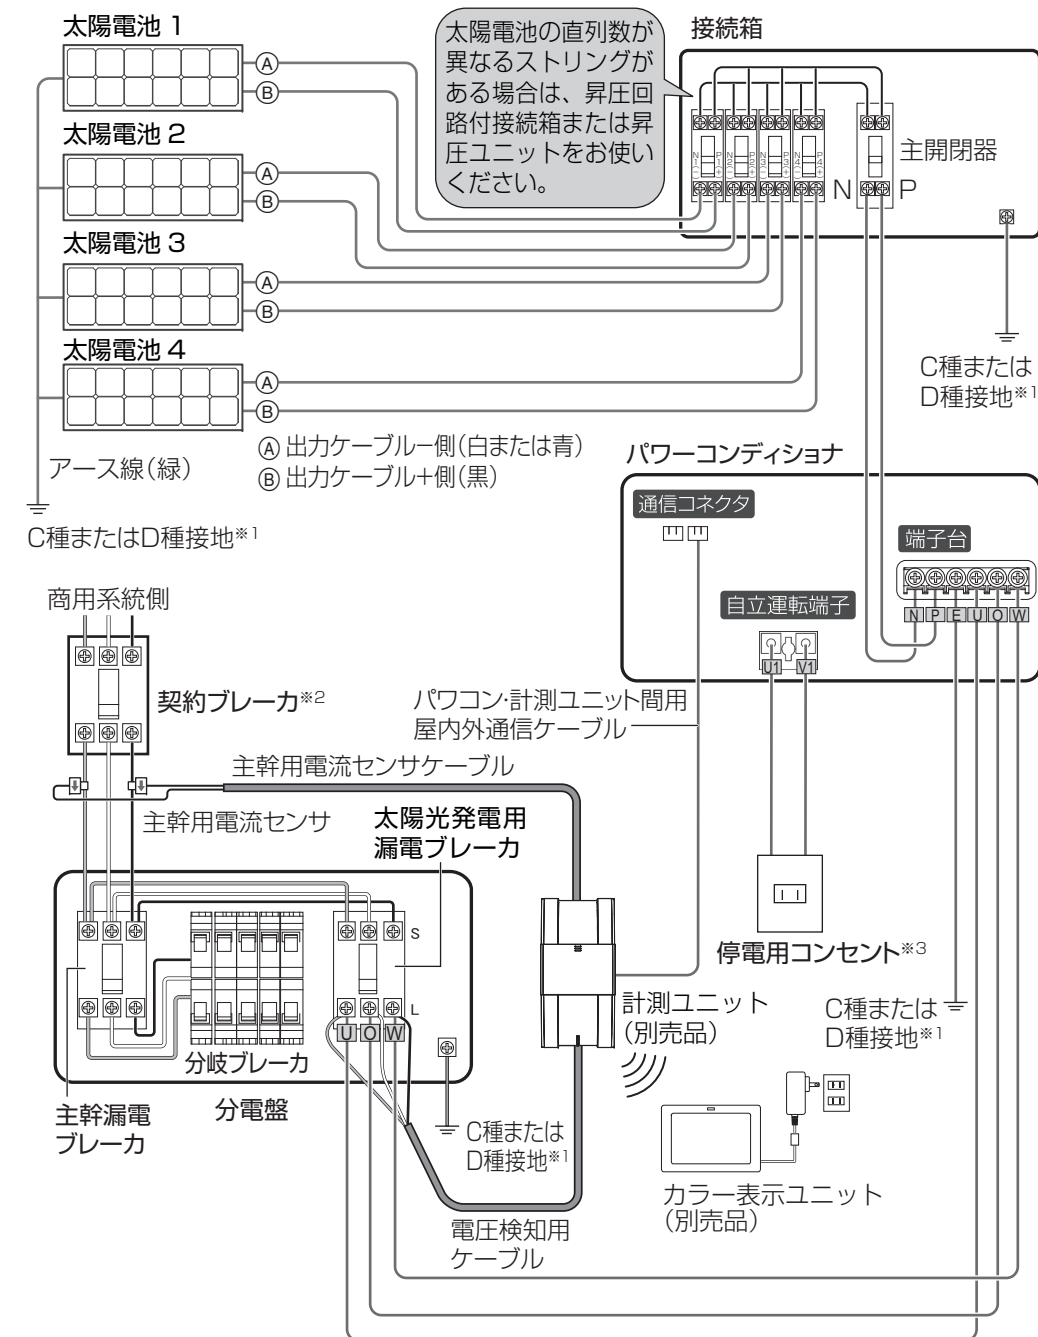 太陽電池 1
Ⓐ
Ⓑ
太陽電池 2
Ⓐ
Ⓑ
太陽電池 3
Ⓐ
Ⓑ
太陽電池 4
Ⓐ
Ⓑ
太陽電池の直列数が
異なるストリングが
ある場合は、昇圧回
路付接続箱または昇
圧ユニットをお使い
ください。
接続箱
N1(−) P1(+) N2(−) P2(+) N3(−) P3(+) N4(−) P4(+)
主開閉器
N P
C種または
D種接地※1
Ⓐ 出力ケーブルー側(白または青)
Ⓑ 出力ケーブル+側(黒)
アース線(緑)
C種またはD種接地※1
パワーコンディショナ
通信コネクタ
端子台
N P E U O W
自立運転端子
U1 V1
商用系統側
契約ブレーカ※2
パワコン・計測ユニット間用
屋内外通信ケーブル
主幹用電流センサケーブル
主幹用電流センサ
太陽光発電用
漏電ブレーカ
S
L
U O W
分岐ブレーカ
分電盤
主幹漏電
ブレーカ
C種または
D種接地※1
電圧検知用
ケーブル
計測ユニット
(別売品)
停電用コンセント※3
C種または
D種接地※1
カラー表示ユニット
(別売品)